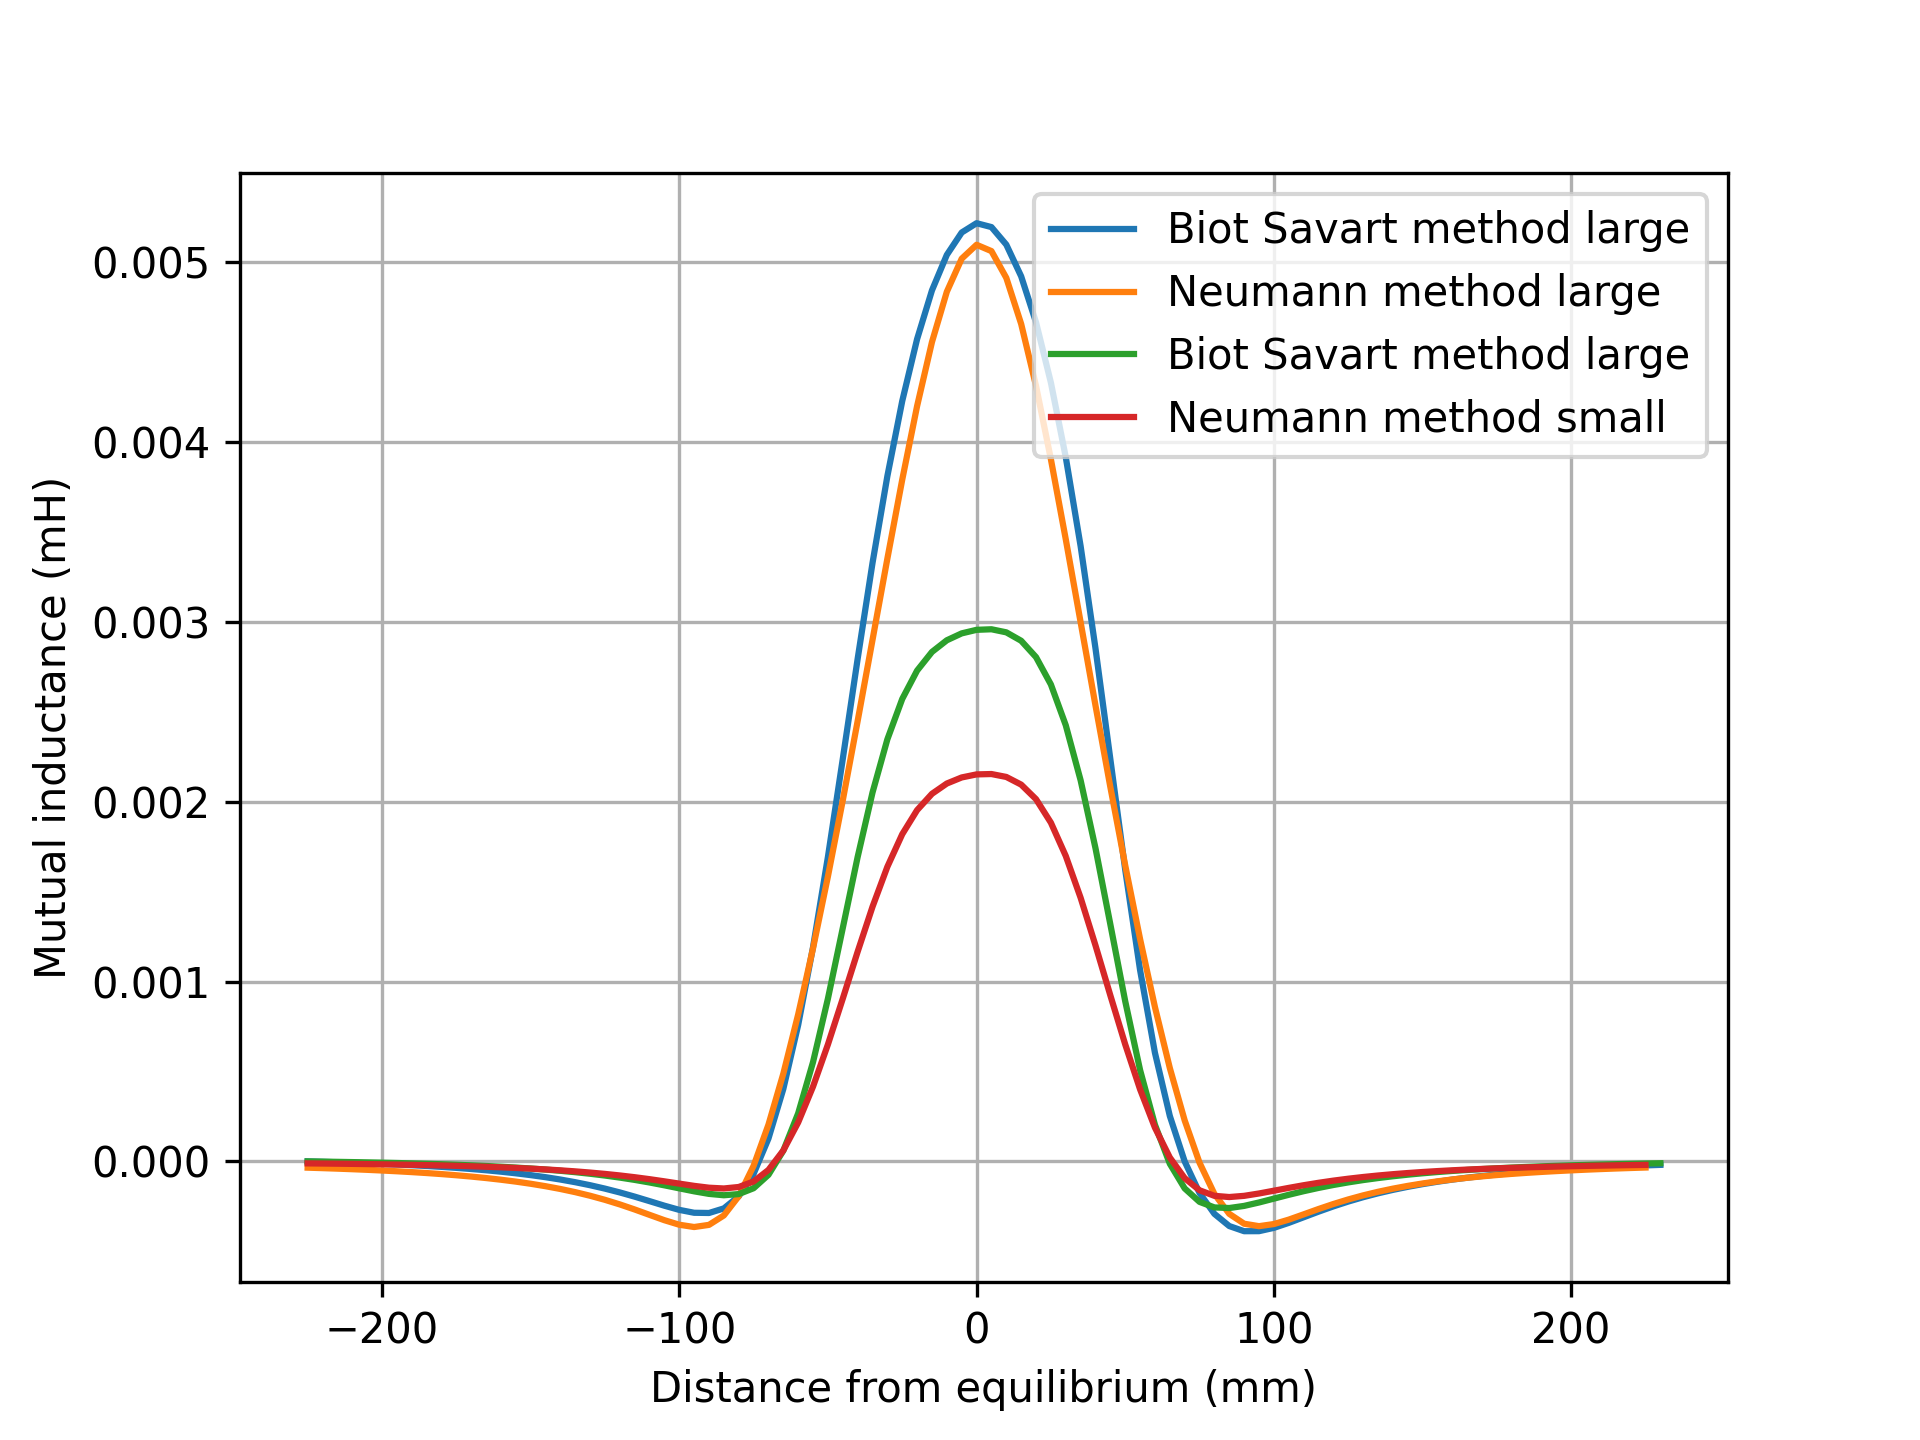 Biot Savart method large
Neumann method large
Biot Savart method large
Neumann method small
0.005
0.004
0.003
0.002
0.001
0.000
Mutual inductance (mH)
−200
−100
0
100
200
Distance from equilibrium (mm)